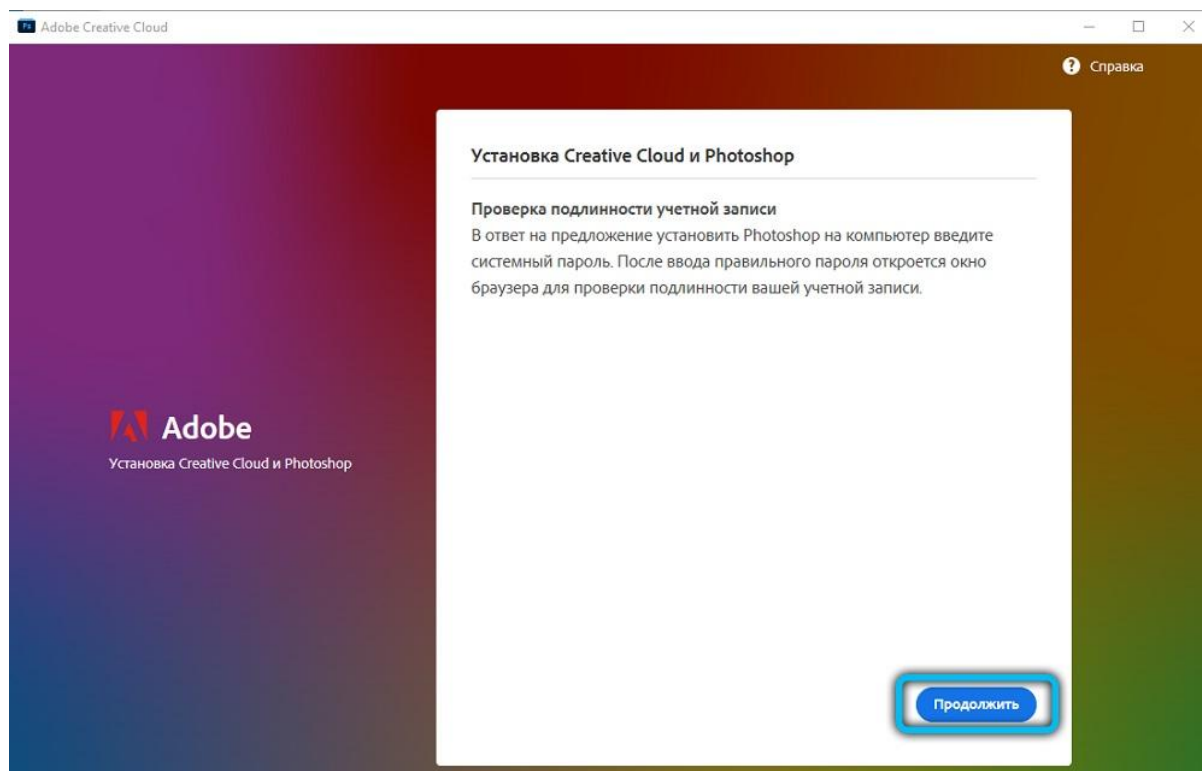 Ps Adobe Creative Cloud
? Справка
Установка Creative Cloud и Photoshop
Проверка подлинности учетной записи
В ответ на предложение установить Photoshop на компьютер введите
системный пароль. После ввода правильного пароля откроется окно
браузера для проверки подлинности вашей учетной записи.
Adobe
Установка Creative Cloud и Photoshop
Продолжить